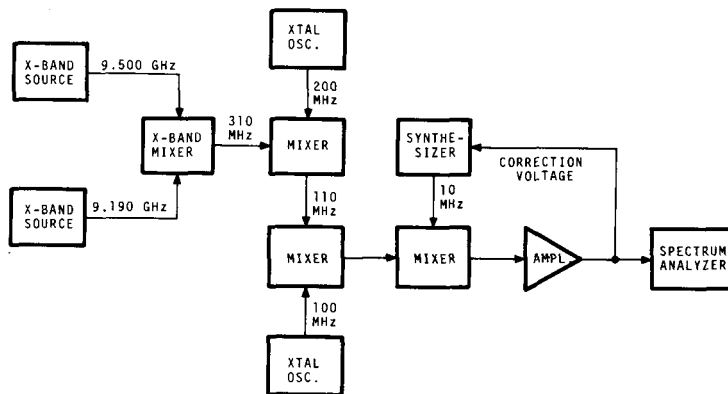 XTAL
OSC.
X-BAND
SOURCE
9.500 GHz
200
MHz
X-BAND
MIXER
310
MHz
MIXER
SYNTHE-
SIZER
CORRECTION
VOLTAGE
X-BAND
SOURCE
9.190 GHz
110
MHz
10
MHz
MIXER
MIXER
AMPL
SPECTRUM
ANALYZER
100
MHz
XTAL
OSC.